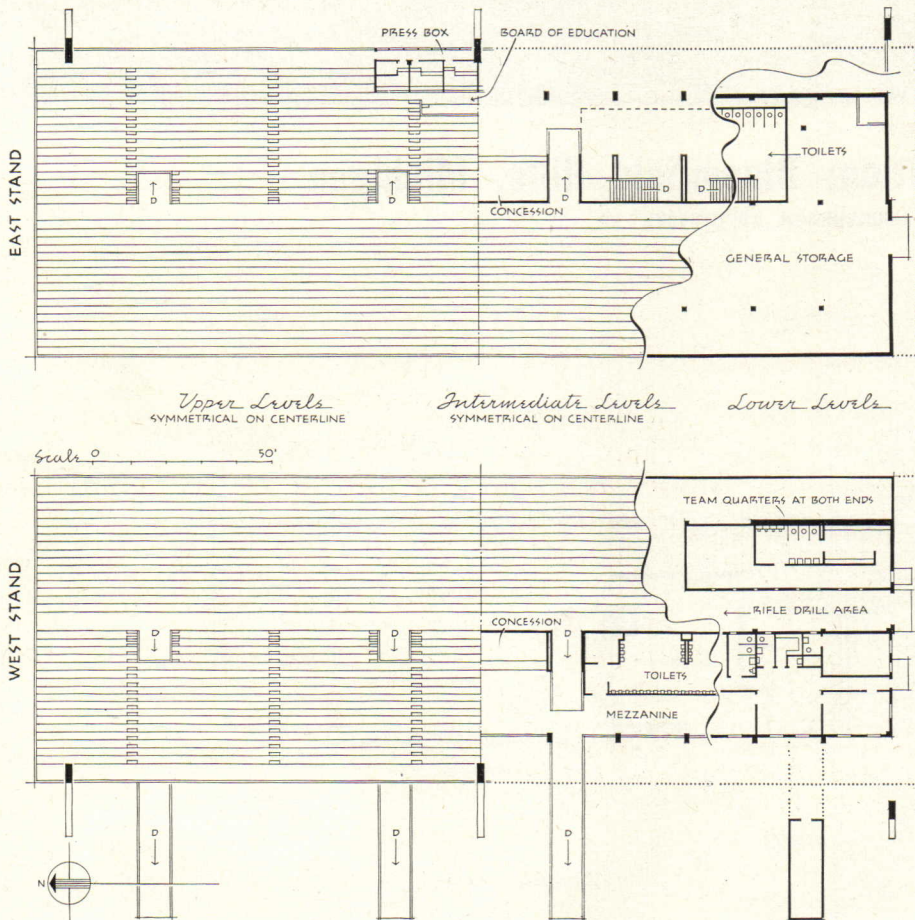 PRESS BOX
BOARD OF EDUCATION
EAST STAND
D
D
D
D
D
TOILETS
CONCESSION
GENERAL STORAGE
Upper Levels
SYMMETRICAL ON CENTERLINE
Intermediate Levels
SYMMETRICAL ON CENTERLINE
Lower Levels
Scale 0 50'
WEST STAND
TEAM QUARTERS AT BOTH ENDS
RIFLE DRILL AREA
D
D
CONCESSION
D
TOILETS
MEZZANINE
D
D
D
N